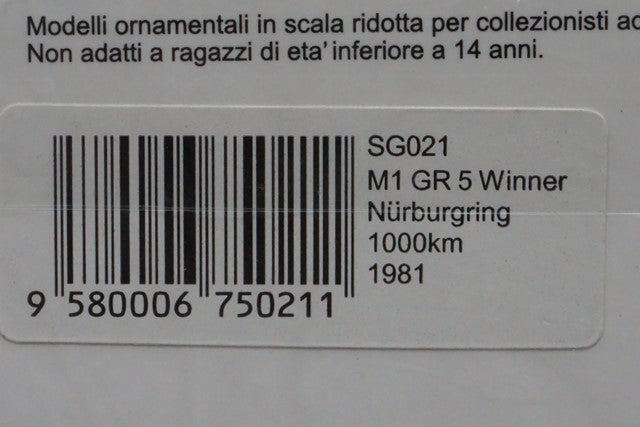 Modelli ornamentali in scala ridotta per collezionisti
Non adatti a ragazzi di eta' inferiore a 14 anni.
SG021
M1 GR 5 Winner
Nürburgring
1000km
1981
9 580006 750211